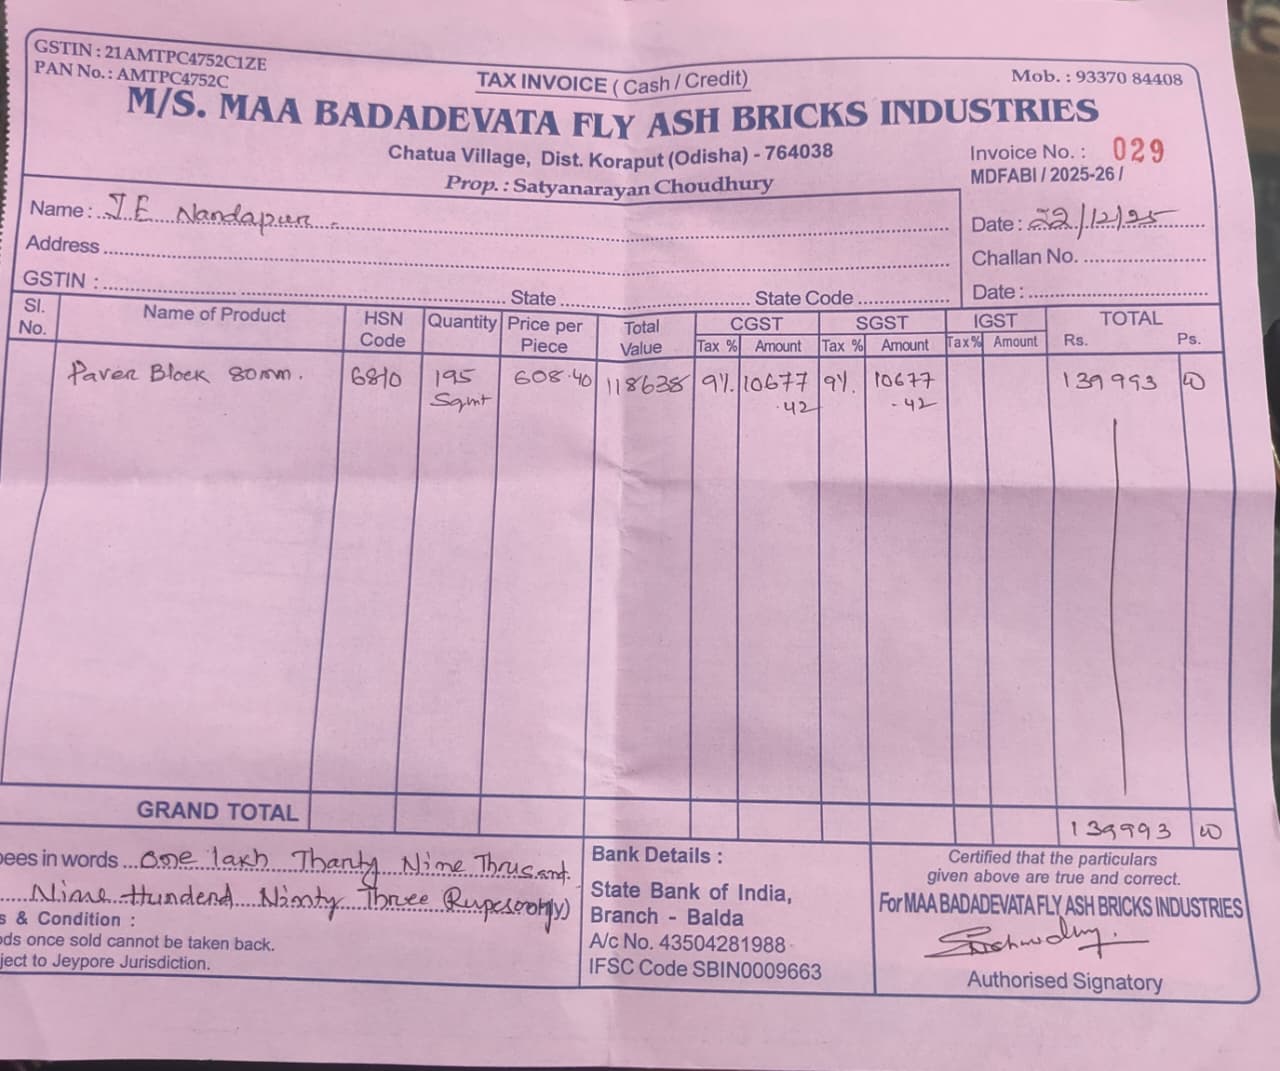 GSTIN : 21AMTPC4752C1ZE
PAN No. : AMTPC4752C
TAX INVOICE ( Cash / Credit)
Mob. : 93370 84408
M/S. MAA BADADEVATA FLY ASH BRICKS INDUSTRIES
Chatua Village, Dist. Koraput (Odisha) - 764038
Prop. : Satyanarayan Choudhury
Invoice No. : 029
MDFABI / 2025-26 /
Name : J.E Nandapur
Date : 22/12/25
Address
Challan No.
GSTIN : State State Code
Date :
Sl. No. Name of Product HSN Code Quantity Price per Piece Total Value CGST SGST IGST TOTAL
Tax % Amount Tax % Amount Tax% Amount Rs. Ps.
Paver Block 80mm. 6810 195 Sqmt 608.40 118638 9% 10677.42 9% 10677.42 139993
GRAND TOTAL 139993
pees in words One lakh Thanty Nine Thousand
Nine Hundend Ninty Three Rupees only)
s & Condition :
ods once sold cannot be taken back.
ject to Jeypore Jurisdiction.
Bank Details :
State Bank of India,
Branch - Balda
A/c No. 43504281988
IFSC Code SBIN0009663
Certified that the particulars
given above are true and correct.
For MAA BADADEVATA FLY ASH BRICKS INDUSTRIES
Authorised Signatory